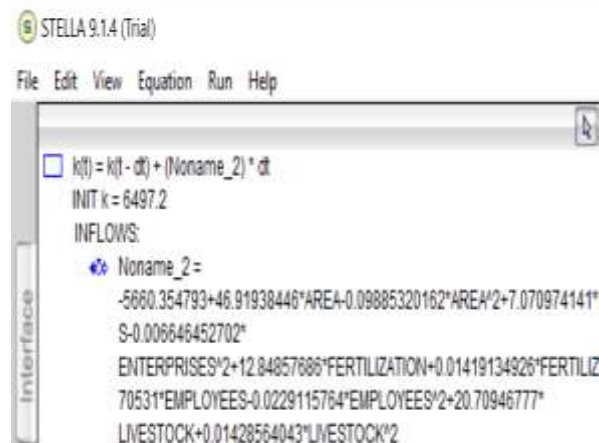 STELLA 9.1.4 (Trial)
File Edit View Equation Run Help
k(t) = k(t - dt) + (Noname_2) * dt
INIT k = 6497.2
INFLOWS:
Noname_2 =
-5660.354793+46.91938446*AREA-0.09885320162*AREA^2+7.070974141*
S-0.006646452702*
ENTERPRISES^2+12.84857686*FERTILIZATION+0.01419134926*FERTILIZ
70531*EMPLOYEES-0.0229115764*EMPLOYEES^2+20.70946777*
LIVESTOCK+0.01428564043*LIVESTOCK^2
Interface